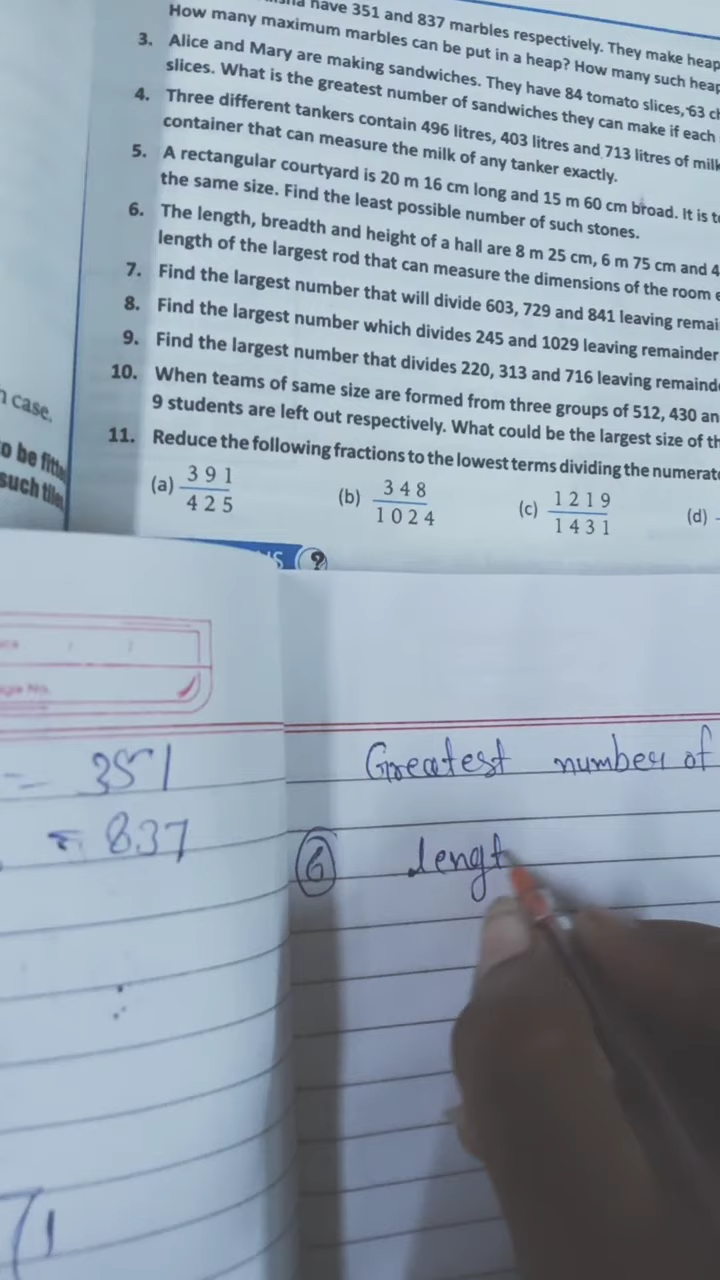 have 351 and 837 marbles respectively. They make heap
How many maximum marbles can be put in a heap? How many such heap
3. Alice and Mary are making sandwiches. They have 84 tomato slices, 63 ch
slices. What is the greatest number of sandwiches they can make if each
4. Three different tankers contain 496 litres, 403 litres and 713 litres of milk
container that can measure the milk of any tanker exactly.
5. A rectangular courtyard is 20 m 16 cm long and 15 m 60 cm broad. It is t
the same size. Find the least possible number of such stones.
6. The length, breadth and height of a hall are 8 m 25 cm, 6 m 75 cm and 4
length of the largest rod that can measure the dimensions of the room e
7. Find the largest number that will divide 603, 729 and 841 leaving remai
8. Find the largest number which divides 245 and 1029 leaving remainder
9. Find the largest number that divides 220, 313 and 716 leaving remaind
10. When teams of same size are formed from three groups of 512, 430 an
9 students are left out respectively. What could be the largest size of th
11. Reduce the following fractions to the lowest terms dividing the numerat
(a) 391/425 (b) 348/1024 (c) 1219/1431 (d)
n case.
o be fitte
such tile
?
= 351
= 837
Greatest number of
6 lengt
71